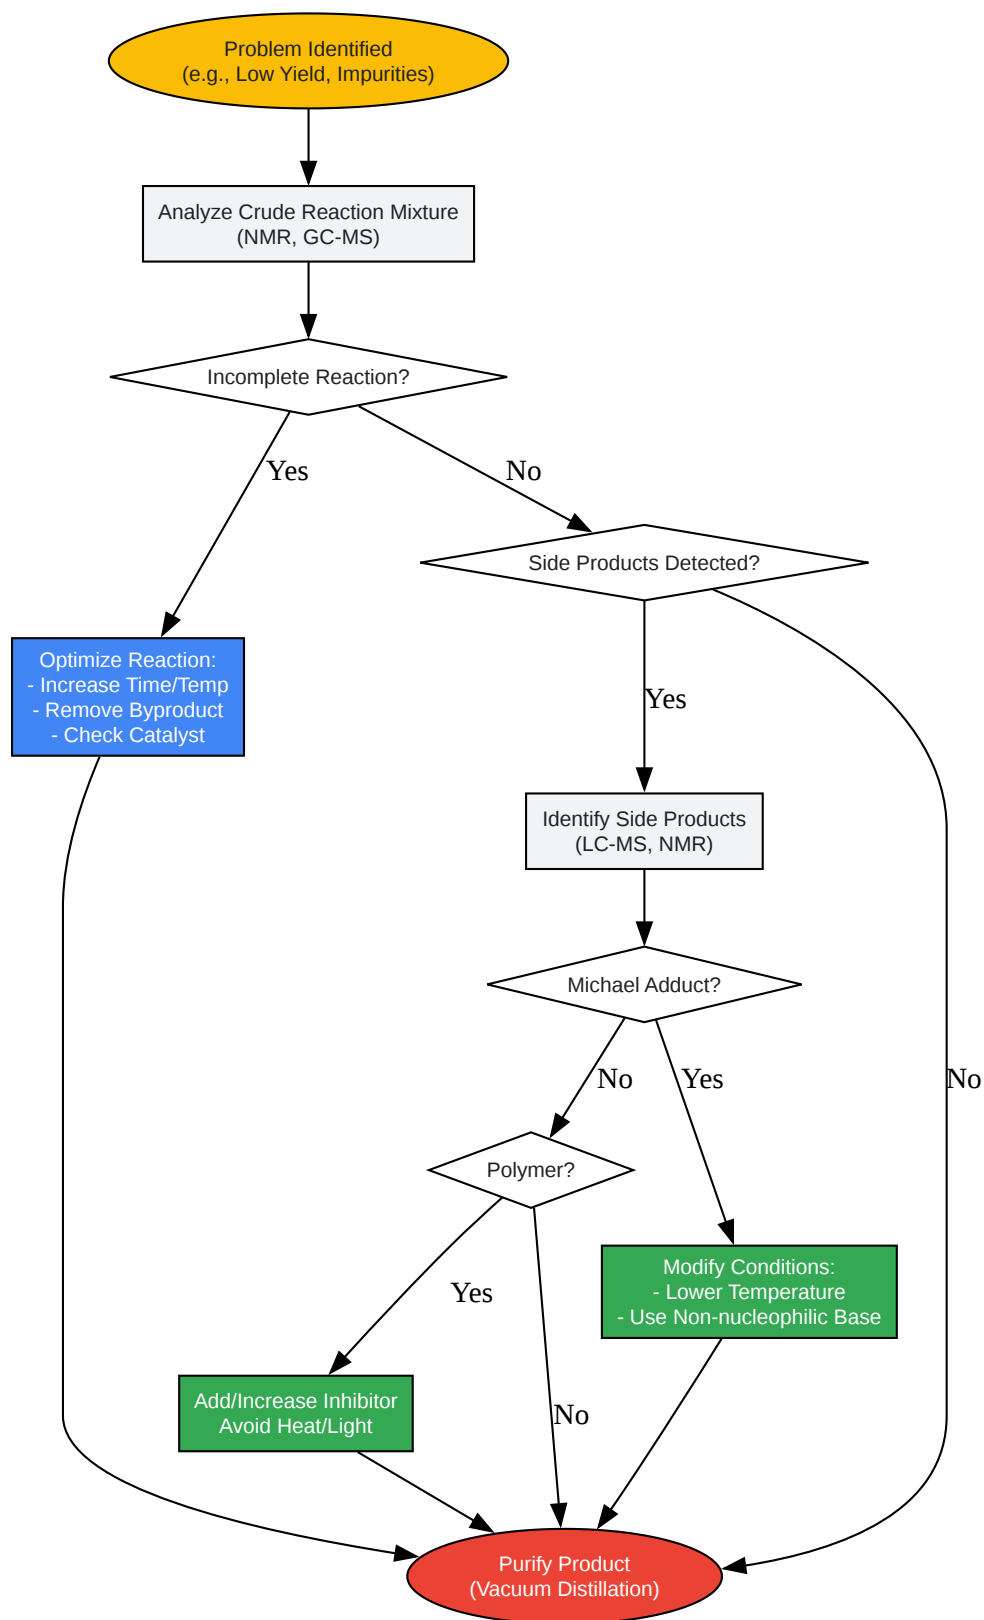 Problem Identified
(e.g., Low Yield, Impurities)
Analyze Crude Reaction Mixture
(NMR, GC-MS)
Incomplete Reaction?
Yes
No
Side Products Detected?
Optimize Reaction:
- Increase Time/Temp
- Remove Byproduct
- Check Catalyst
Yes
Identify Side Products
(LC-MS, NMR)
Michael Adduct?
No
Yes
No
Polymer?
Modify Conditions:
- Lower Temperature
- Use Non-nucleophilic Base
Yes
Add/Increase Inhibitor
Avoid Heat/Light
No
Purify Product
(Vacuum Distillation)